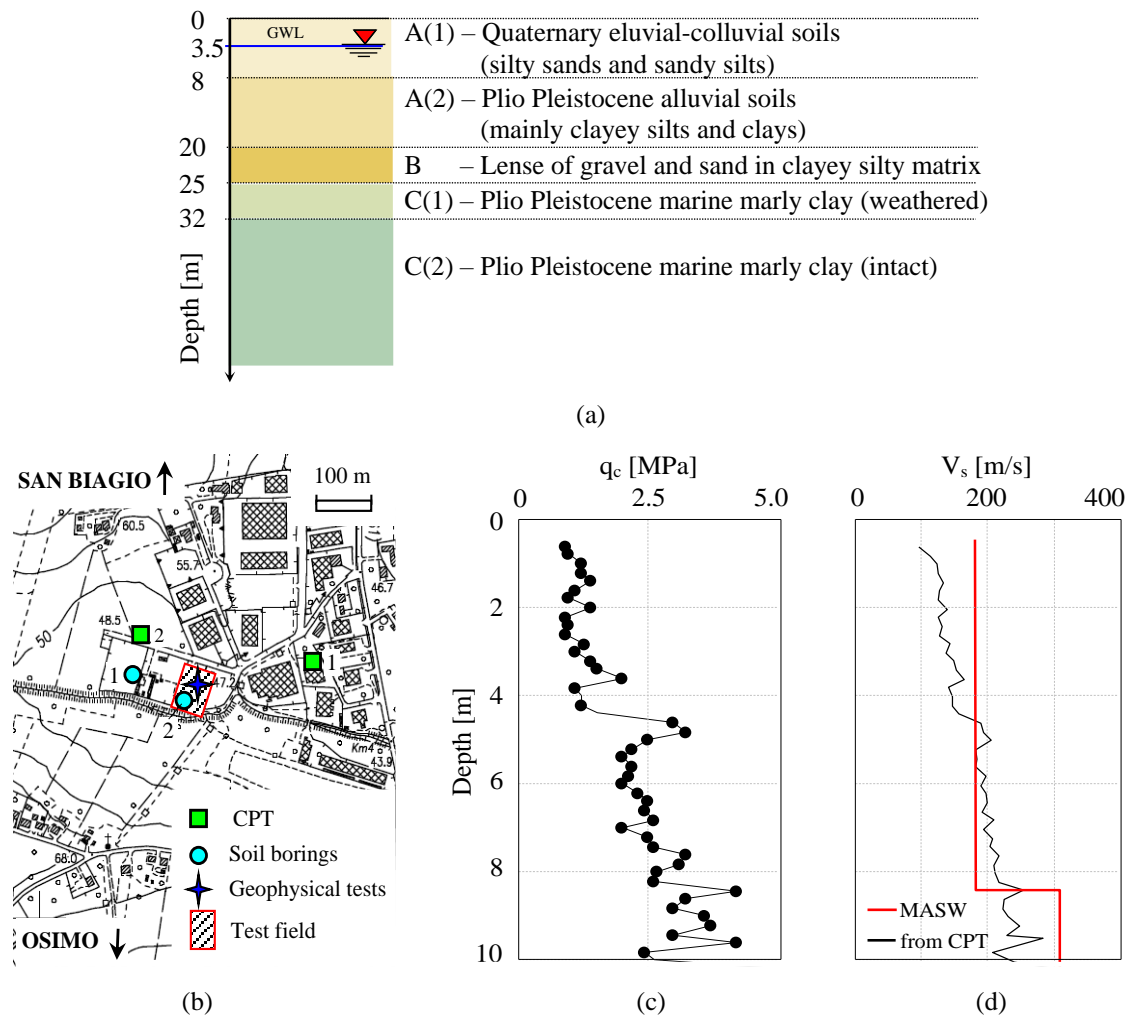 0
GWL
3.5
8
20
25
32
Depth [m]
A(1) – Quaternary eluvial-colluvial soils
(silty sands and sandy silts)
A(2) – Plio Pleistocene alluvial soils
(mainly clayey silts and clays)
B – Lense of gravel and sand in clayey silty matrix
C(1) – Plio Pleistocene marine marly clay (weathered)
C(2) – Plio Pleistocene marine marly clay (intact)
(a)
SAN BIAGIO
100 m
60.5
55.7
46.7
50
48.5
2
1
1
47.2
2
Km4
43.9
68.0
CPT
Soil borings
Geophysical tests
Test field
OSIMO
(b)
q_c [MPa]
0 2.5 5.0
0
2
4
6
8
10
Depth [m]
(c)
V_s [m/s]
0 200 400
MASW
from CPT
(d)